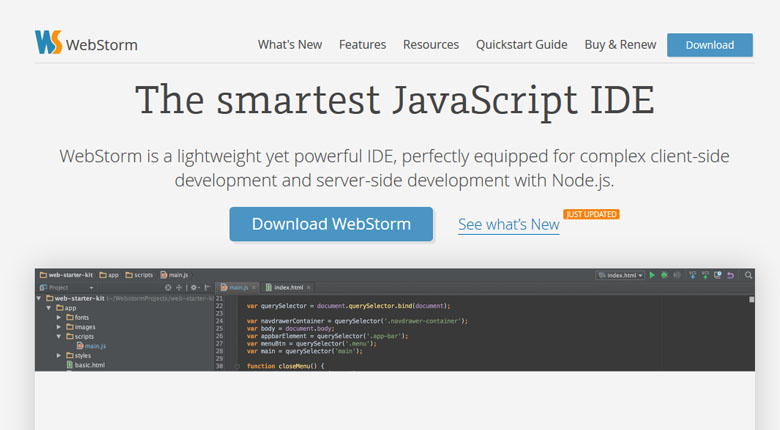 WS WebStorm
What's New Features Resources Quickstart Guide Buy & Renew Download
The smartest JavaScript IDE
WebStorm is a lightweight yet powerful IDE, perfectly equipped for complex client-side
development and server-side development with Node.js.
Download WebStorm See what's New JUST UPDATED
web-starter-kit app scripts main.js index.html
Project main.js index.html
web-starter-kit (~/WebstormProjects/web-starter-ki
app
fonts
images
scripts
main.js
styles
basic.html
21
22 var querySelector = document.querySelector.bind(document);
23
24 var navdrawerContainer = querySelector('.navdrawer-container');
25 var body = document.body;
26 var appbarElement = querySelector('.app-bar');
27 var menuBtn = querySelector('.menu');
28 var main = querySelector('main');
29
30 function closeMenu() {